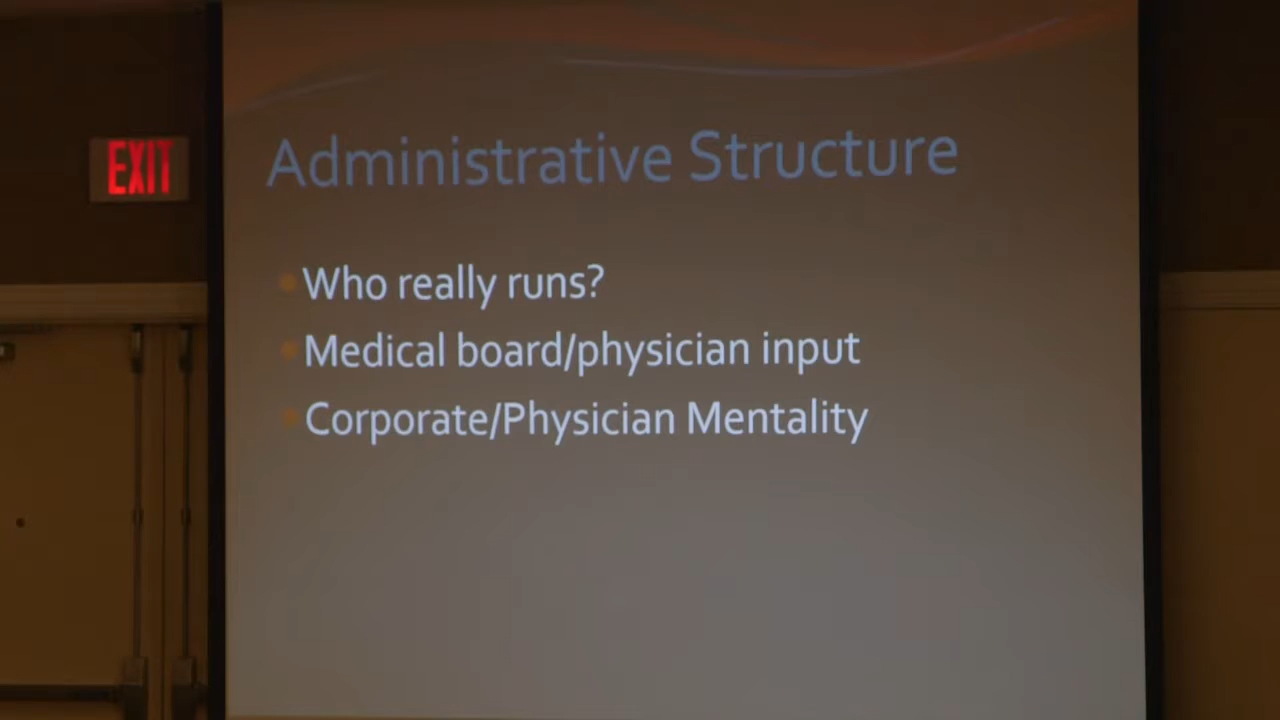 EXIT
Administrative Structure
Who really runs?
Medical board/physician input
Corporate/Physician Mentality